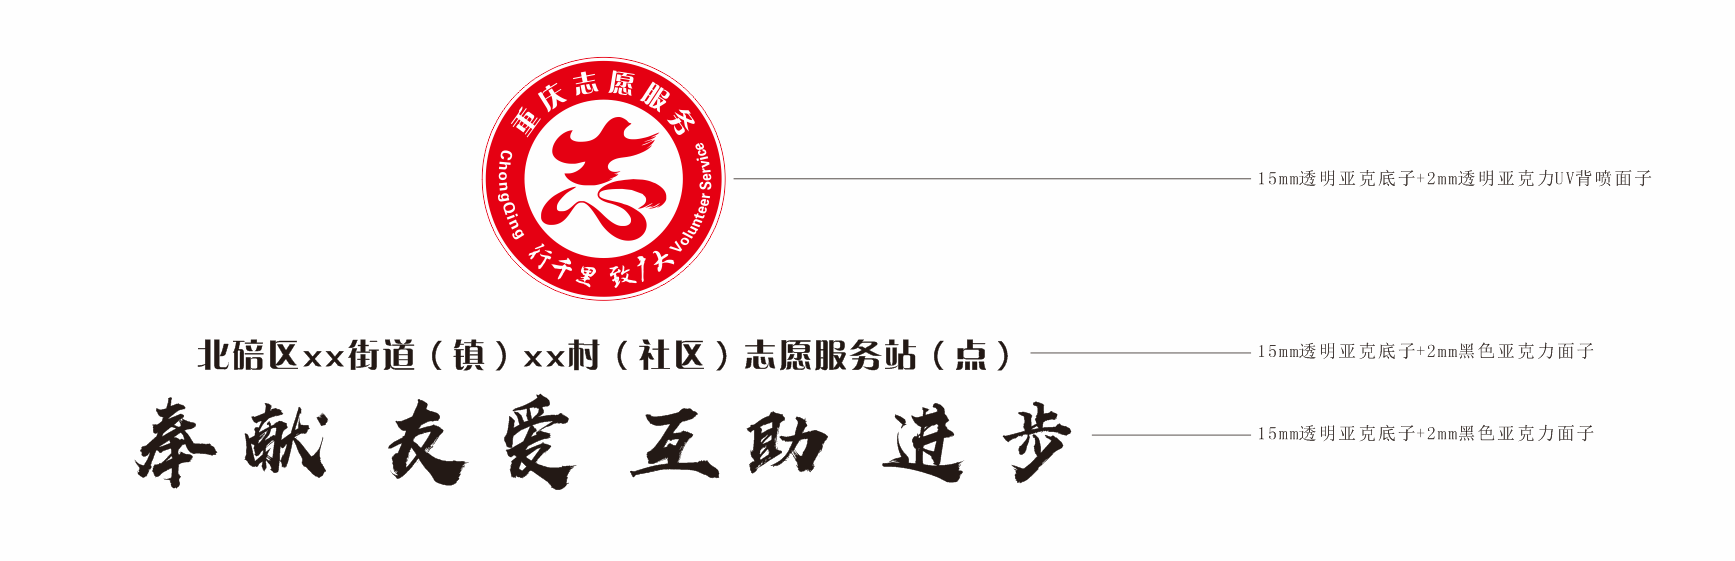 重庆志愿服务
志
ChongQing
Volunteer Service
行千里 致广大
15mm透明亚克底子+2mm透明亚克力UV背喷面子
北碚区xx街道（镇）xx村（社区）志愿服务站（点）
15mm透明亚克底子+2mm黑色亚克力面子
奉献 友爱 互助 进步
15mm透明亚克底子+2mm黑色亚克力面子